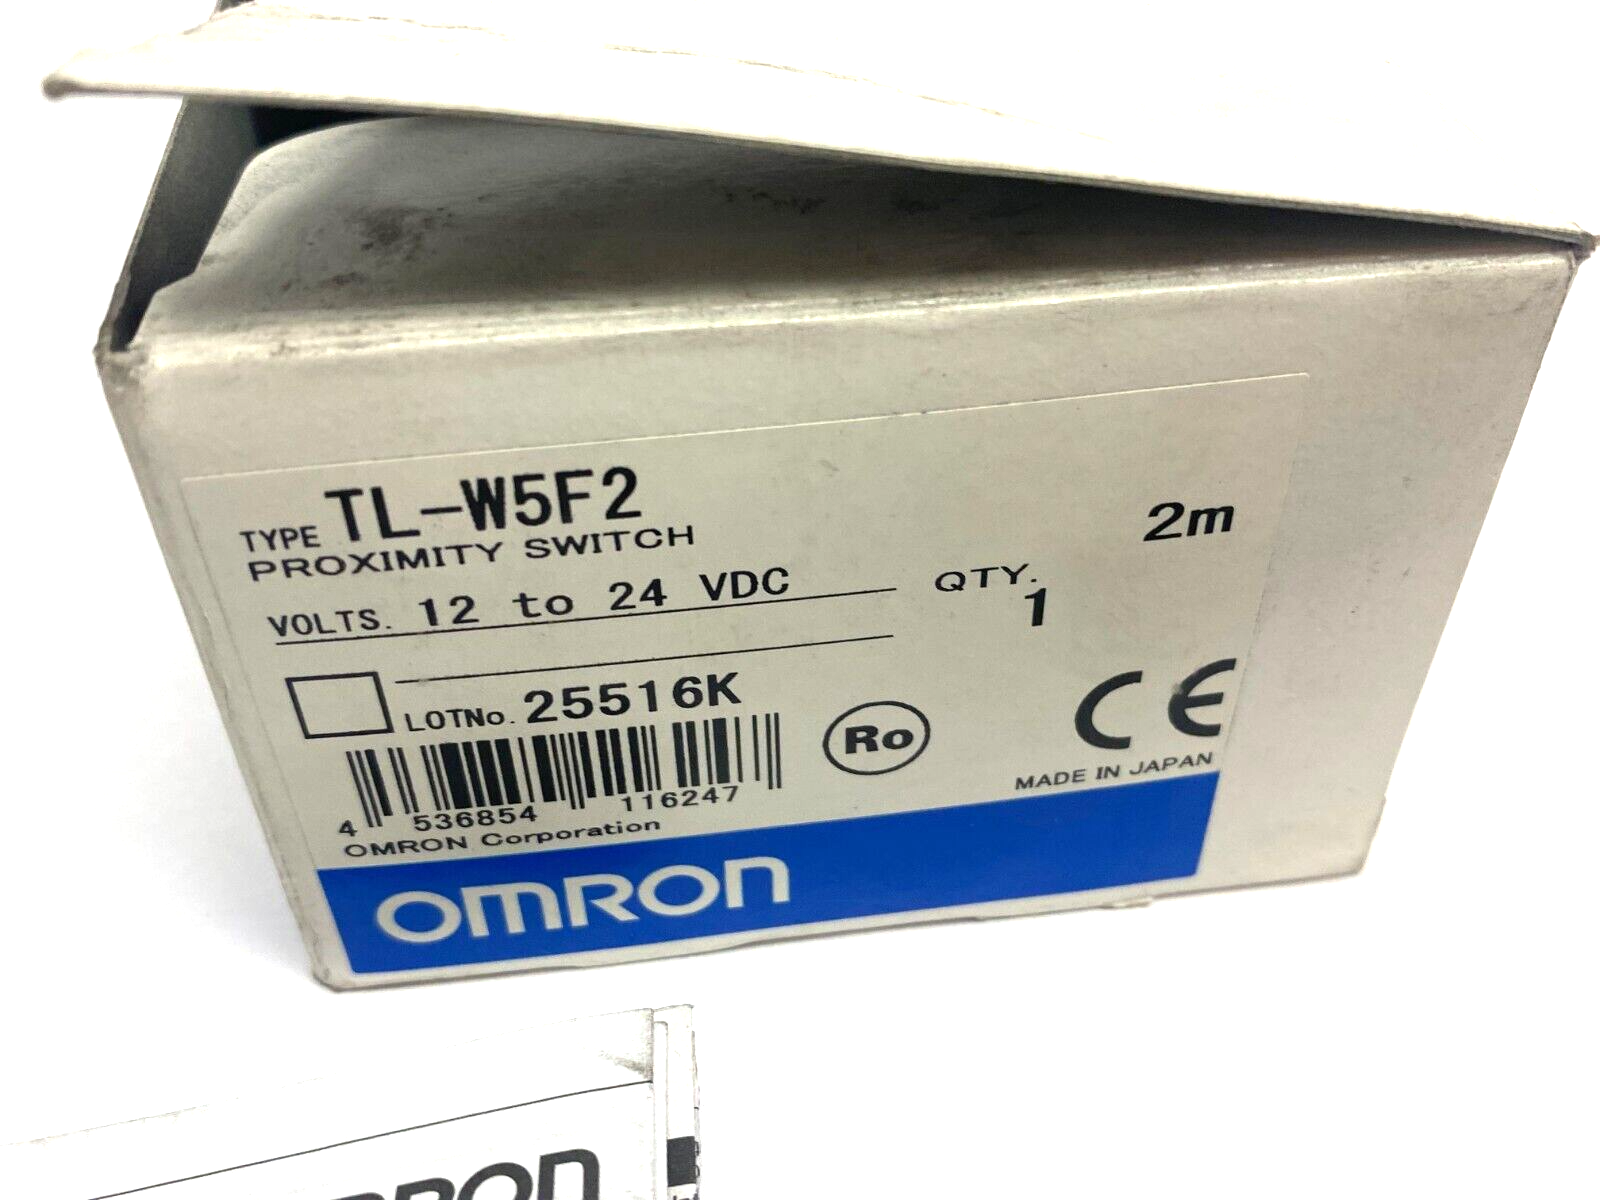 TYPE TL-W5F2
PROXIMITY SWITCH
2m
VOLTS. 12 to 24 VDC
QTY. 1
LOTNo. 25516K
4 536854 116247
OMRON Corporation
Ro
CE
MADE IN JAPAN
OMRON
OMRON